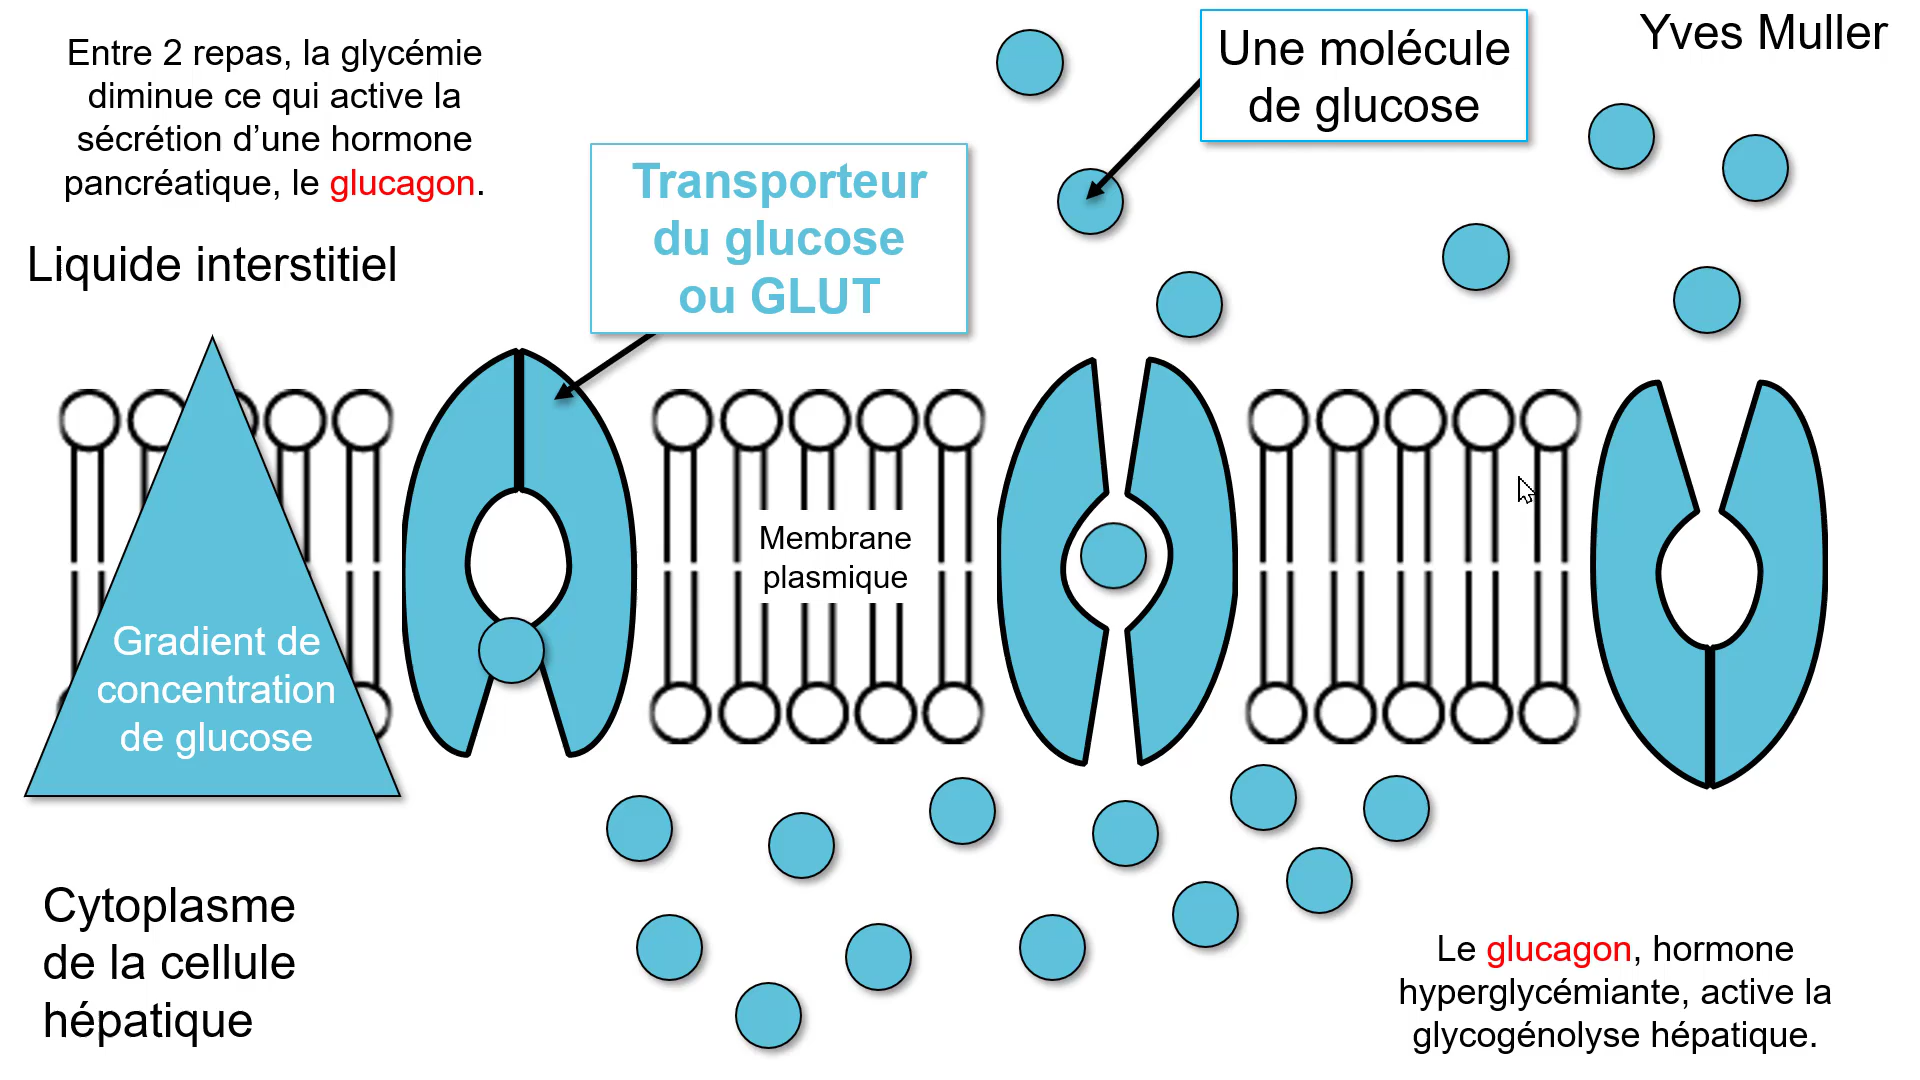 Entre 2 repas, la glycémie
diminue ce qui active la
sécrétion d’une hormone
pancréatique, le glucagon.
Liquide interstitiel
Transporteur
du glucose
ou GLUT
Une molécule
de glucose
Yves Muller
Membrane
plasmique
Gradient de
concentration
de glucose
Cytoplasme
de la cellule
hépatique
Le glucagon, hormone
hyperglycémiante, active la
glycogénolyse hépatique.